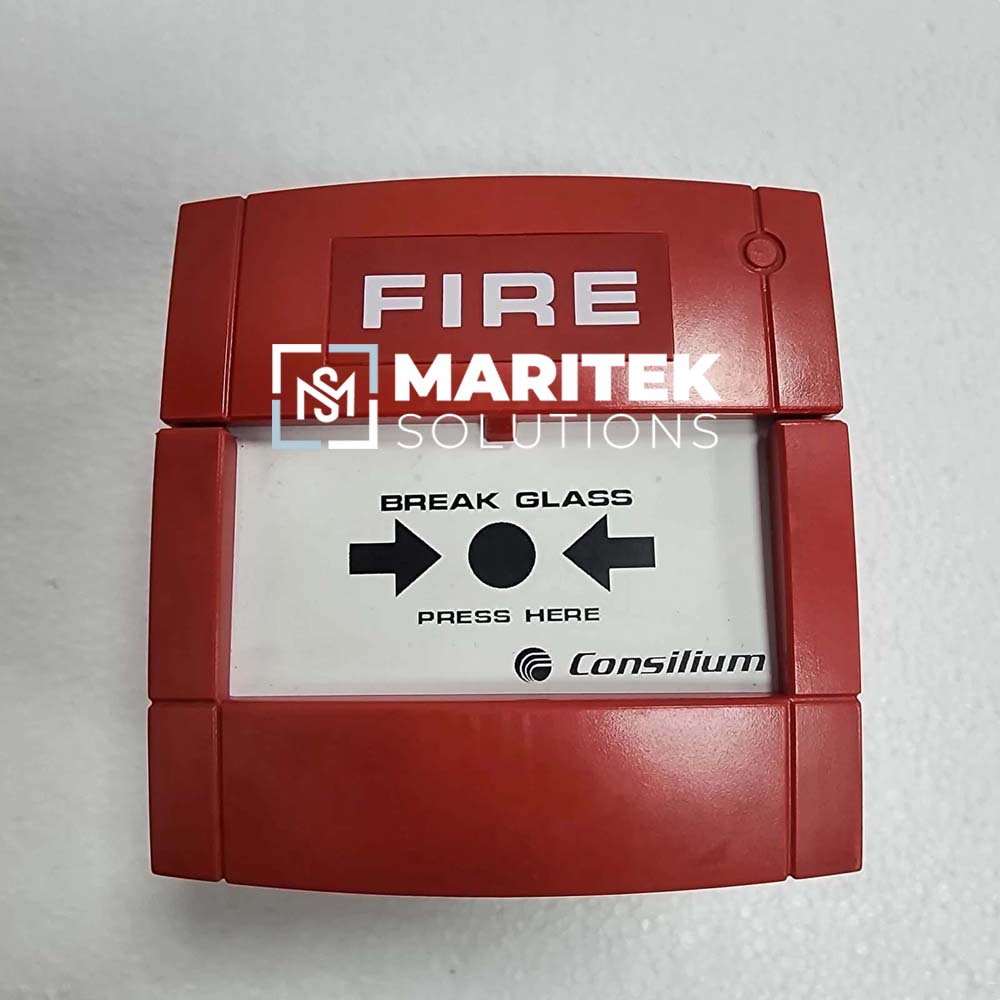 FIRE
MARITEK
SOLUTIONS
BREAK GLASS
PRESS HERE
Consilium